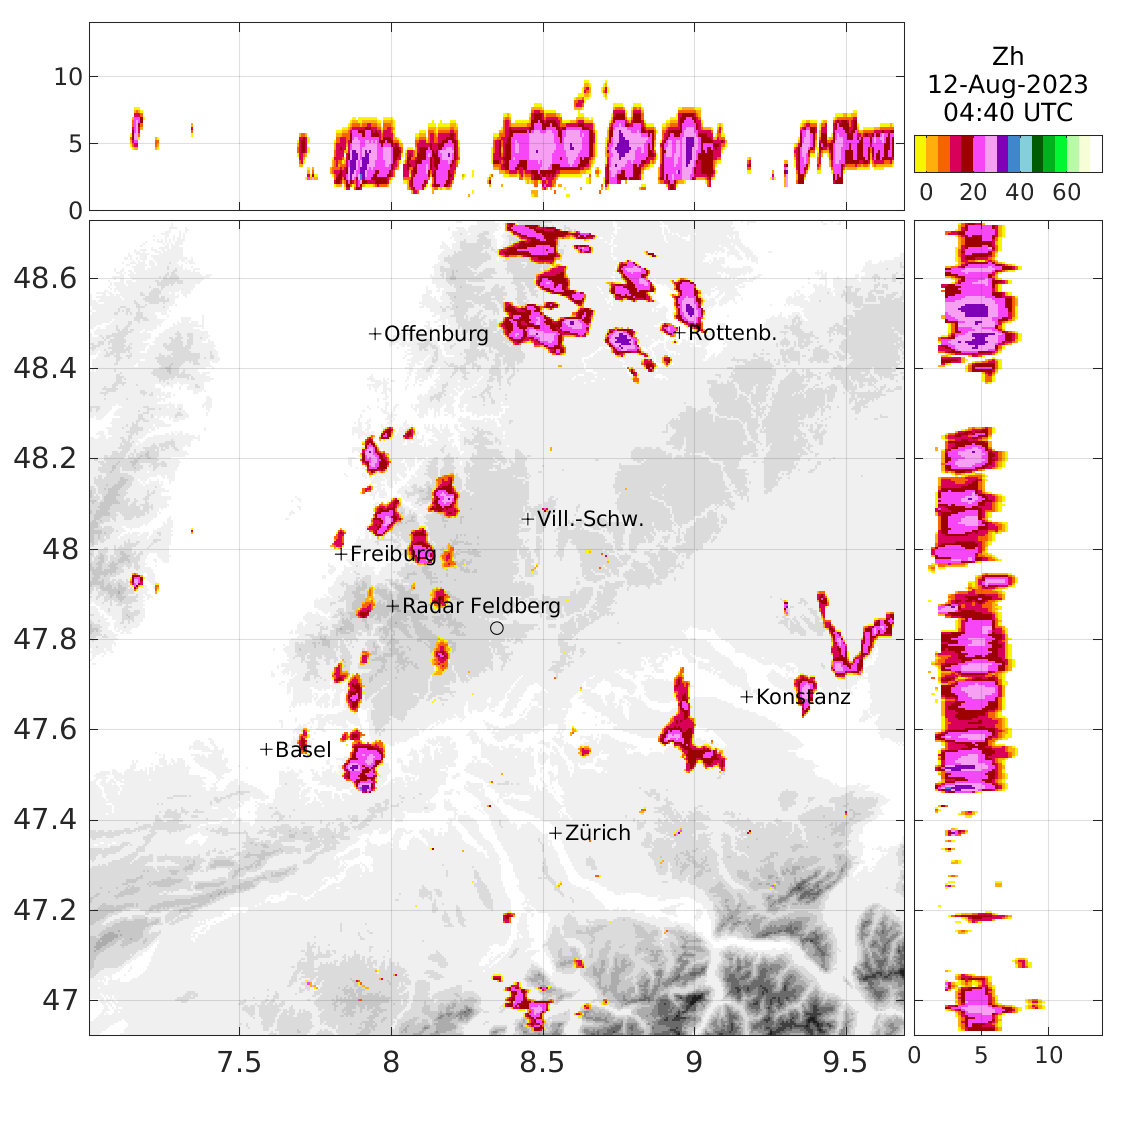 10
5
0
Zh
12-Aug-2023
04:40 UTC
0 20 40 60
48.6
48.4
48.2
48
47.8
47.6
47.4
47.2
47
+Offenburg
+Rottenb.
+Vill.-Schw.
+Freiburg
+Radar Feldberg
+Konstanz
+Basel
+Zürich
7.5 8 8.5 9 9.5
0 5 10